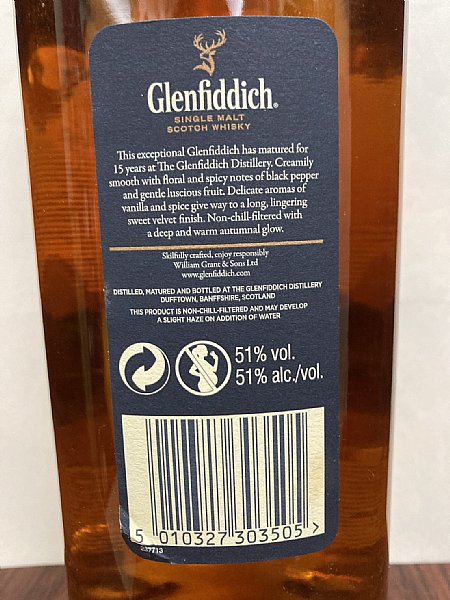 Glenfiddich®
SINGLE MALT
SCOTCH WHISKY
This exceptional Glenfiddich has matured for
15 years at The Glenfiddich Distillery. Creamily
smooth with floral and spicy notes of black pepper
and gentle luscious fruit. Delicate aromas of
vanilla and spice give way to a long, lingering
sweet velvet finish. Non-chill-filtered with
a deep and warm autumnal glow.
Skilfully crafted, enjoy responsibly
William Grant & Sons Ltd
www.glenfiddich.com
DISTILLED, MATURED AND BOTTLED AT THE GLENFIDDICH DISTILLERY
DUFFTOWN, BANFFSHIRE, SCOTLAND
THIS PRODUCT IS NON-CHILL-FILTERED AND MAY DEVELOP
A SLIGHT HAZE ON ADDITION OF WATER
51% vol.
51% alc./vol.
5 010327 303505 >
237713